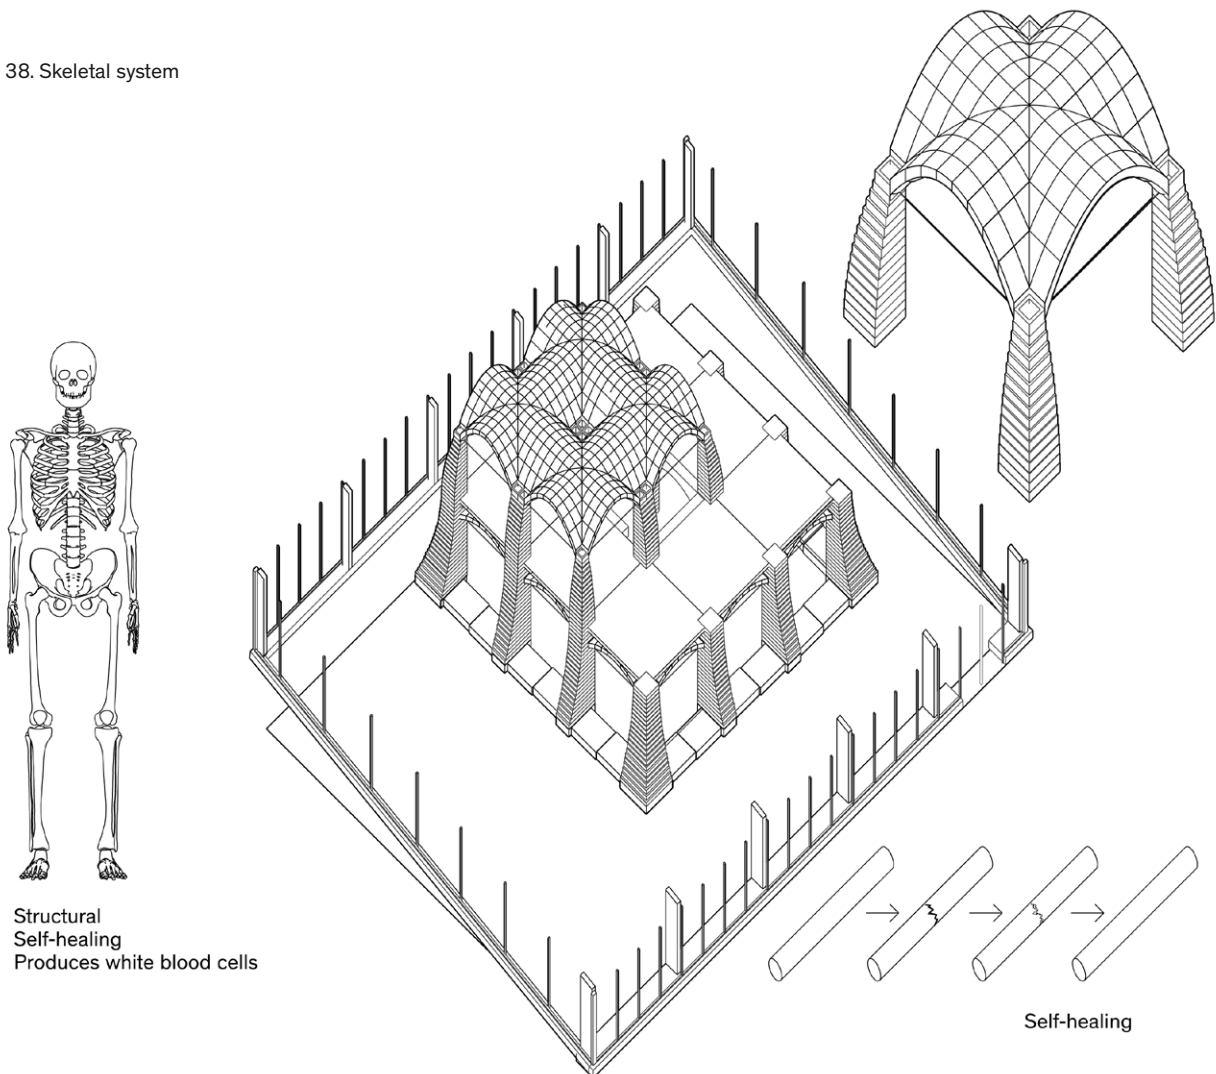 38. Skeletal system
Structural
Self-healing
Produces white blood cells
Self-healing